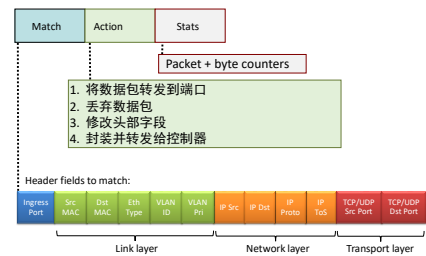 Match Action Stats
Packet + byte counters
1. 将数据包转发到端口
2. 丢弃数据包
3. 修改头部字段
4. 封装并转发给控制器
Header fields to match:
Ingress Port
Src MAC
Dst MAC
Eth Type
VLAN ID
VLAN Pri
IP Src
IP Dst
IP Proto
IP ToS
TCP/UDP Src Port
TCP/UDP Dst Port
Link layer Network layer Transport layer